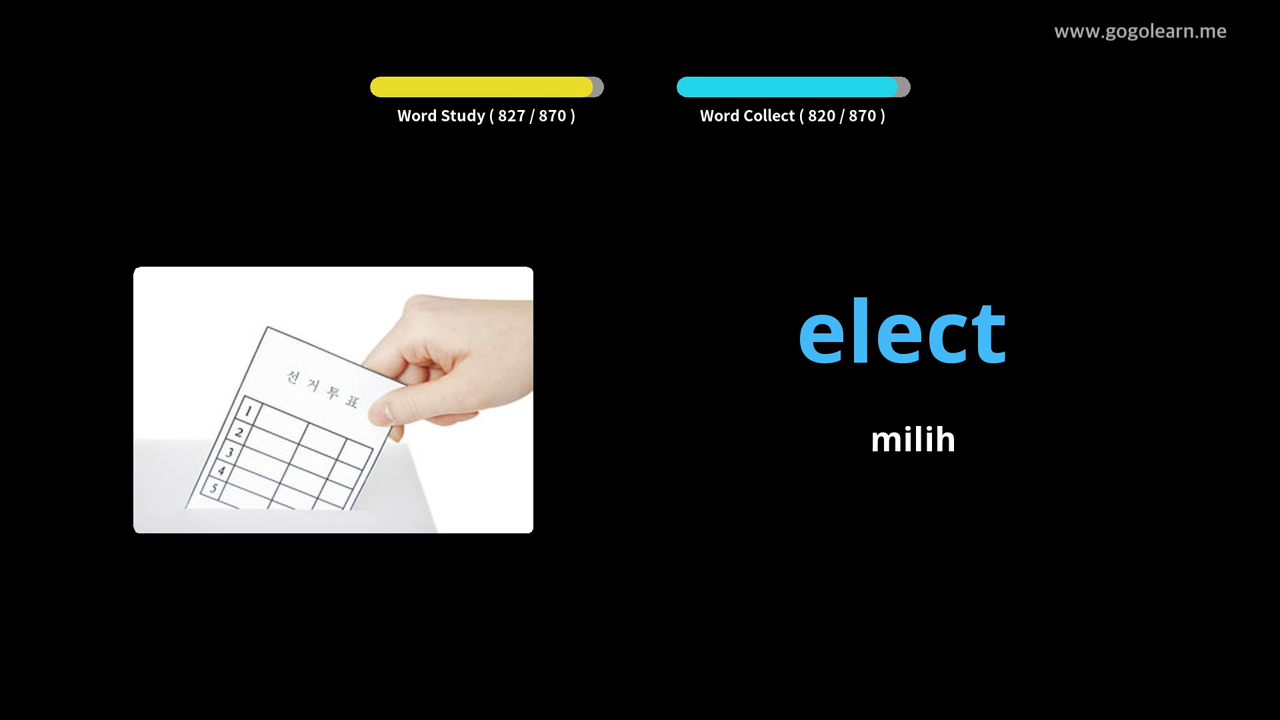 www.gogolearn.me
Word Study ( 827 / 870 )
Word Collect ( 820 / 870 )
선거투표
1
2
3
4
5
elect
milih